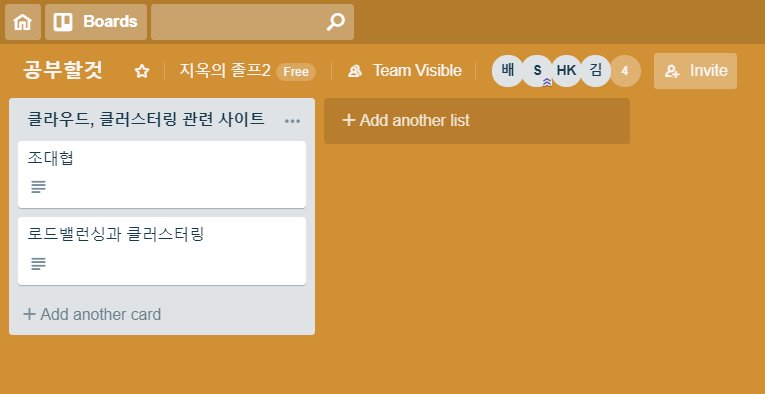 Boards
공부할것
지옥의 졸프2 Free
Team Visible
배 S HK 김 4
Invite
클라우드, 클러스터링 관련 사이트
조대협
로드밸런싱과 클러스터링
+ Add another card
+ Add another list